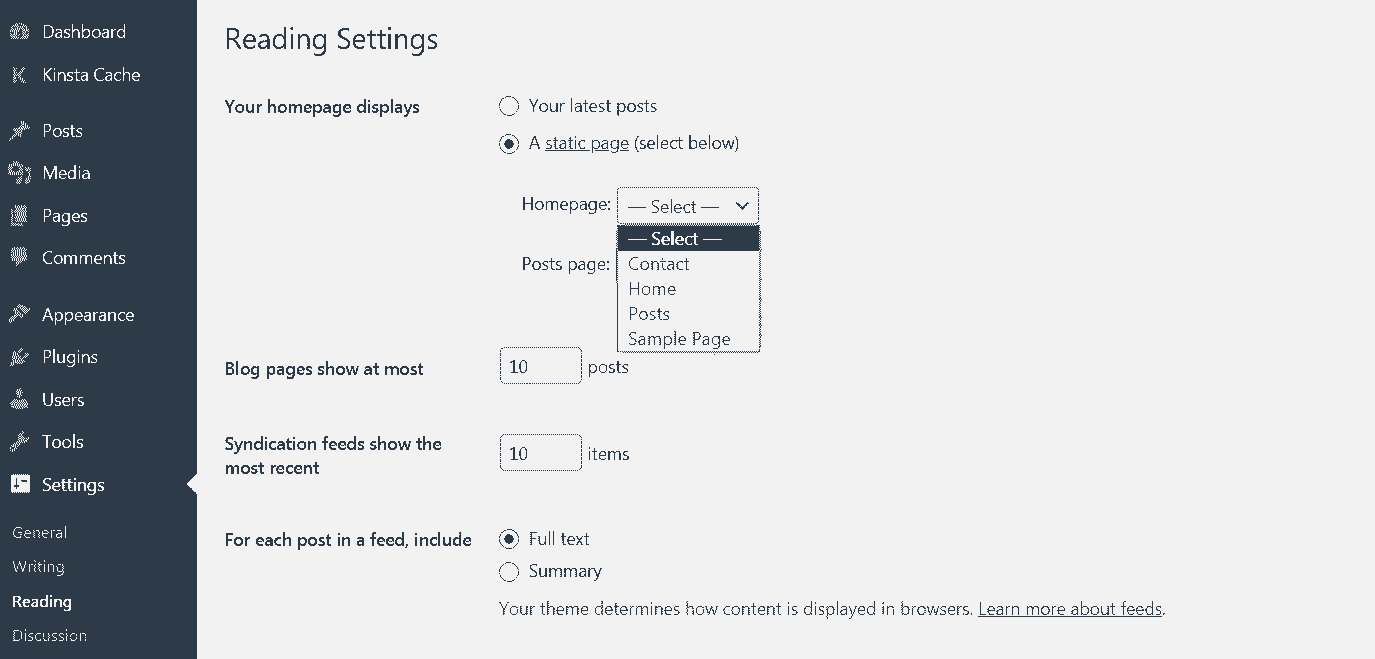 Dashboard
Kinsta Cache
Posts
Media
Pages
Comments
Appearance
Plugins
Users
Tools
Settings
General
Writing
Reading
Discussion
Reading Settings
Your homepage displays
Your latest posts
A static page (select below)
Homepage: — Select —
— Select —
Posts page: Contact
Home
Posts
Sample Page
Blog pages show at most 10 posts
Syndication feeds show the
most recent
10 items
For each post in a feed, include Full text
Summary
Your theme determines how content is displayed in browsers. Learn more about feeds.